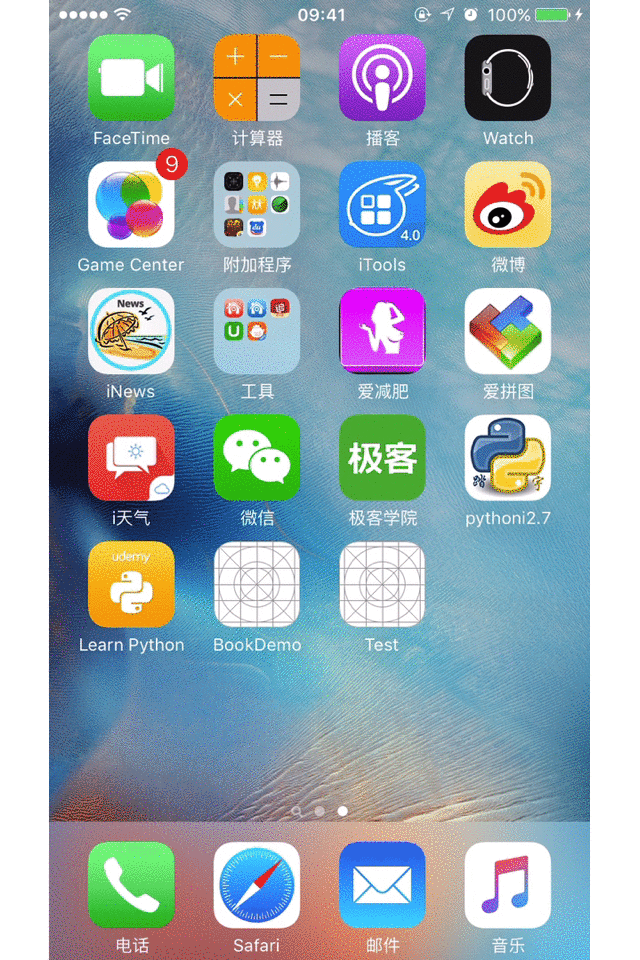 09:41
100%
FaceTime
计算器
播客
Watch
9
4.0
Game Center
附加程序
iTools
微博
News
iNews
工具
爱减肥
爱拼图
极客
i天气
微信
极客学院
pythoni2.7
udemy
Learn Python
BookDemo
Test
电话
Safari
邮件
音乐